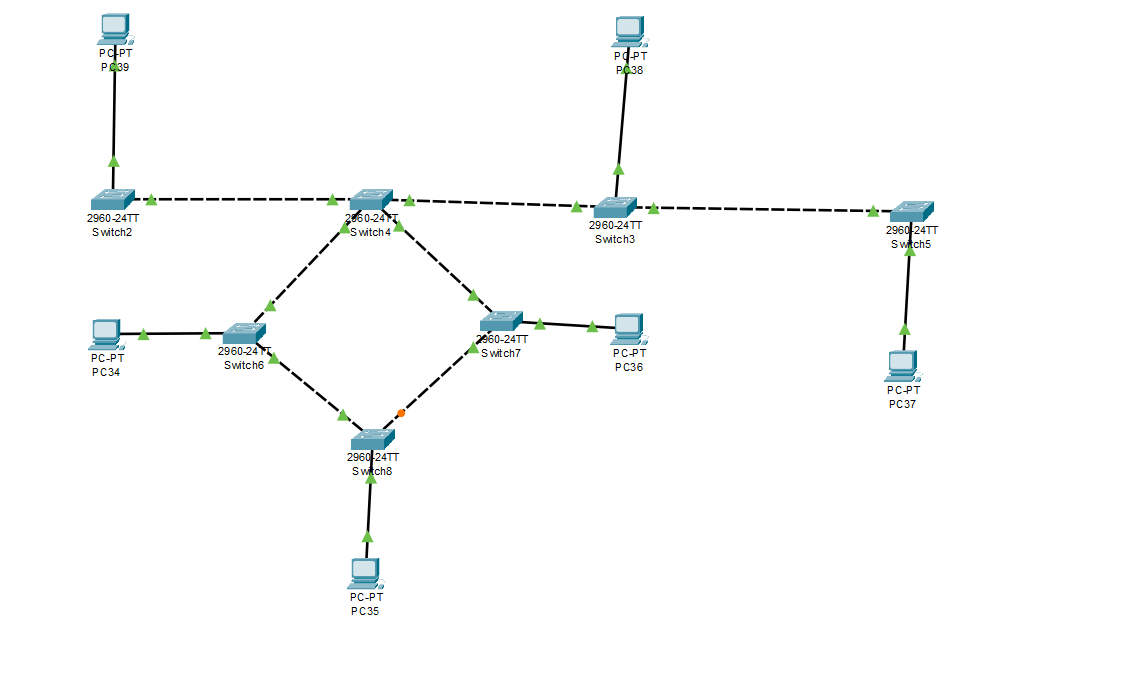 PC-PT
PC39
PC-PT
PC38
2960-24TT
Switch2
2960-24TT
Switch4
2960-24TT
Switch3
2960-24TT
Switch5
PC-PT
PC34
2960-24TT
Switch6
2960-24TT
Switch7
PC-PT
PC36
PC-PT
PC37
2960-24TT
Switch8
PC-PT
PC35